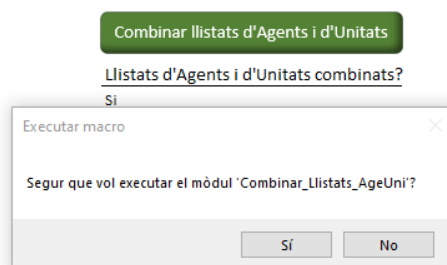 Combinar llistats d'Agents i d'Unitats
Llistats d'Agents i d'Unitats combinats?
Si
Executar macro
Segur que vol executar el mòdul 'Combinar_Llistats_AgeUni'?
Sí
No